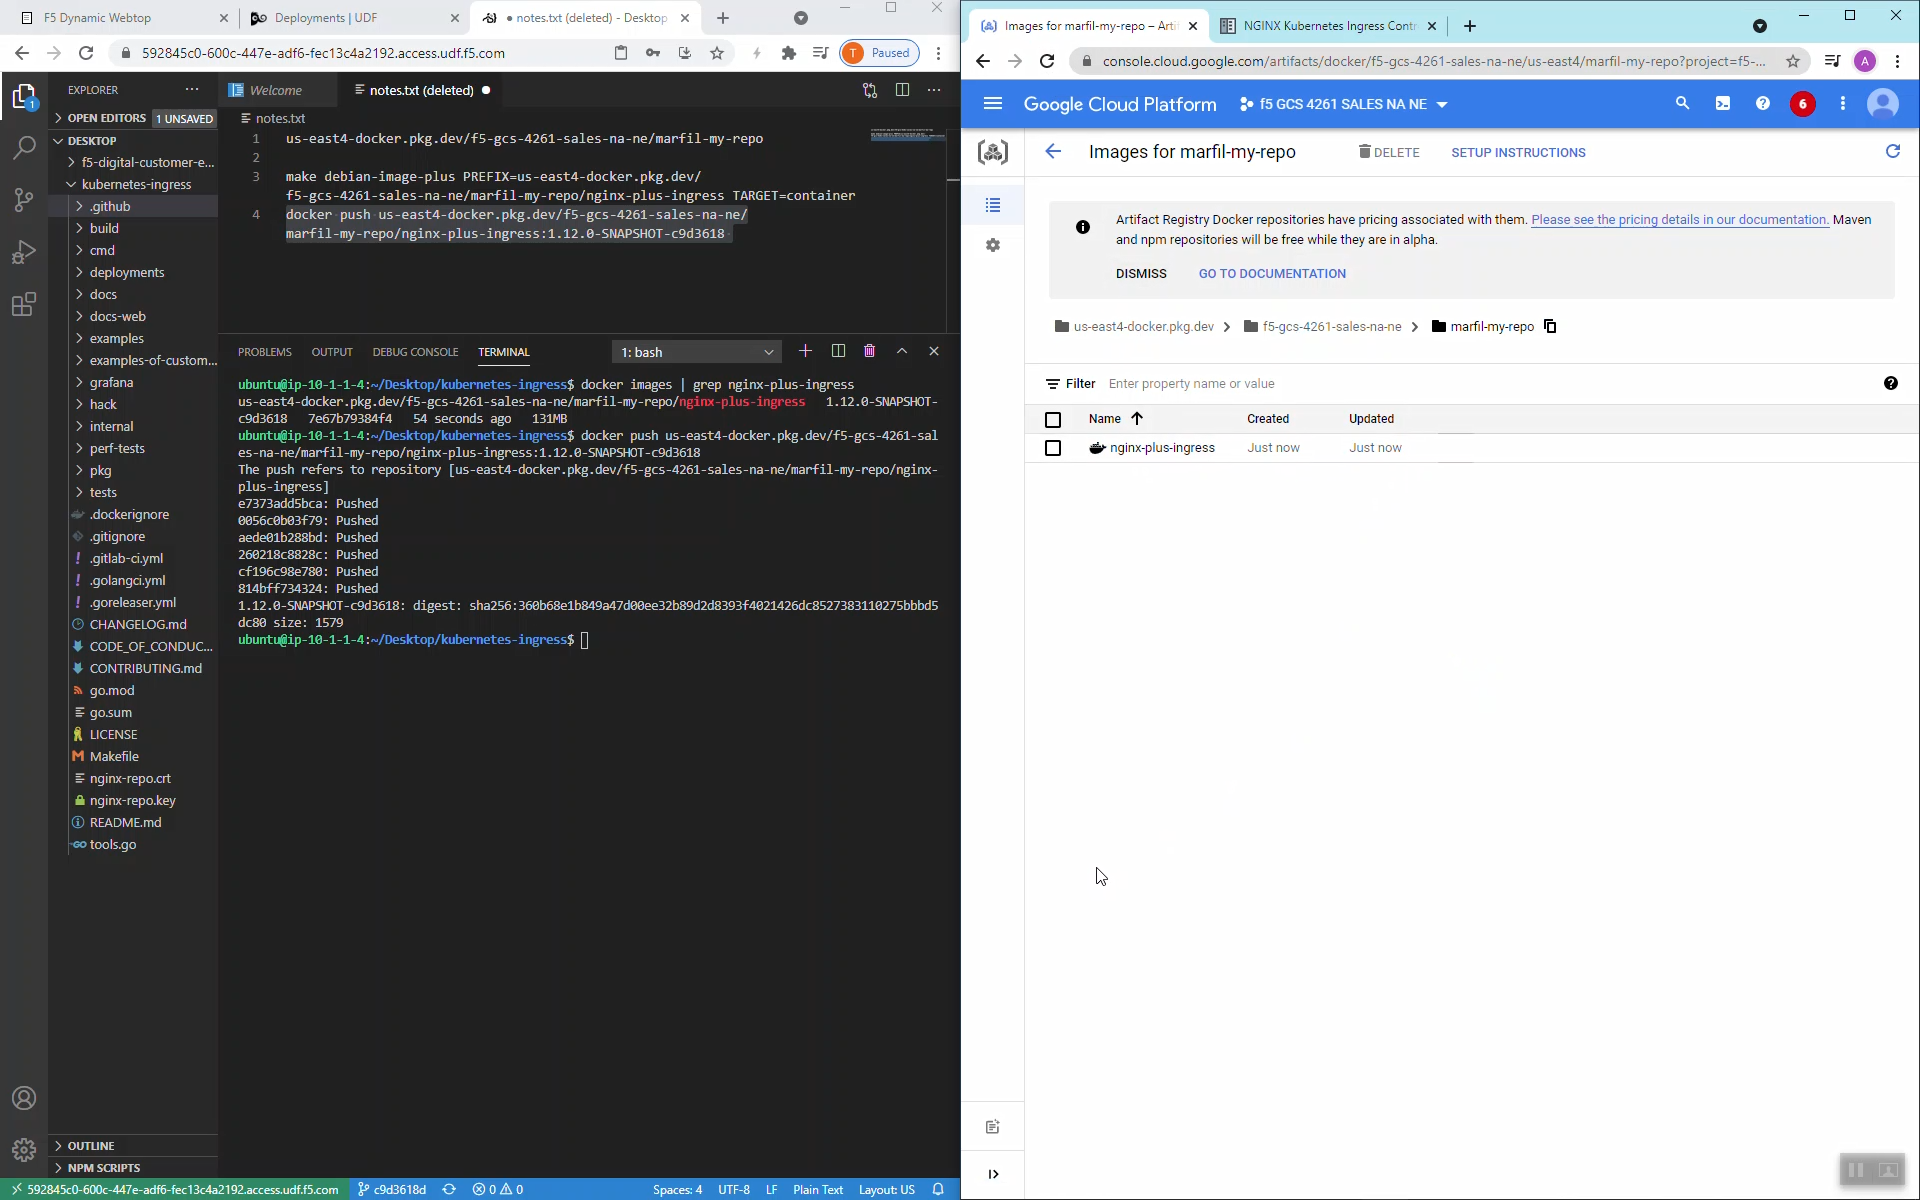 F5 Dynamic Webtop
Deployments | UDF
● notes.txt (deleted) - Desktop
592845c0-600c-447e-adf6-fec13c4a2192.access.udf.f5.com
T Paused
EXPLORER
OPEN EDITORS 1 UNSAVED
DESKTOP
f5-digital-customer-e...
kubernetes-ingress
.github
build
cmd
deployments
docs
docs-web
examples
examples-of-custom...
grafana
hack
internal
perf-tests
pkg
tests
.dockerignore
.gitignore
.gitlab-ci.yml
.golangci.yml
.goreleaser.yml
CHANGELOG.md
CODE_OF_CONDUC...
CONTRIBUTING.md
go.mod
go.sum
LICENSE
Makefile
nginx-repo.crt
nginx-repo.key
README.md
tools.go
OUTLINE
NPM SCRIPTS
Welcome
notes.txt (deleted) ●
notes.txt
1 us-east4-docker.pkg.dev/f5-gcs-4261-sales-na-ne/marfil-my-repo
2
3 make debian-image-plus PREFIX=us-east4-docker.pkg.dev/
f5-gcs-4261-sales-na-ne/marfil-my-repo/nginx-plus-ingress TARGET=container
4 docker push us-east4-docker.pkg.dev/f5-gcs-4261-sales-na-ne/
marfil-my-repo/nginx-plus-ingress:1.12.0-SNAPSHOT-c9d3618
PROBLEMS OUTPUT DEBUG CONSOLE TERMINAL 1: bash
ubuntu@ip-10-1-1-4:~/Desktop/kubernetes-ingress$ docker images | grep nginx-plus-ingress
us-east4-docker.pkg.dev/f5-gcs-4261-sales-na-ne/marfil-my-repo/nginx-plus-ingress 1.12.0-SNAPSHOT-
c9d3618 7e67b79384f4 54 seconds ago 131MB
ubuntu@ip-10-1-1-4:~/Desktop/kubernetes-ingress$ docker push us-east4-docker.pkg.dev/f5-gcs-4261-sal
es-na-ne/marfil-my-repo/nginx-plus-ingress:1.12.0-SNAPSHOT-c9d3618
The push refers to repository [us-east4-docker.pkg.dev/f5-gcs-4261-sales-na-ne/marfil-my-repo/nginx-
plus-ingress]
e7373add5bca: Pushed
0056c0b03f79: Pushed
aede01b288bd: Pushed
260218c8828c: Pushed
cf196c98e780: Pushed
814bff734324: Pushed
1.12.0-SNAPSHOT-c9d3618: digest: sha256:360b68e1b849a47d00ee32b89d2d8393f4021426dc8527383110275bbbd5
dc80 size: 1579
ubuntu@ip-10-1-1-4:~/Desktop/kubernetes-ingress$
592845c0-600c-447e-adf6-fec13c4a2192.access.udf.f5.com c9d3618d 0 0 Spaces: 4 UTF-8 LF Plain Text Layout: US
Images for marfil-my-repo – Arti
NGINX Kubernetes Ingress Contr
console.cloud.google.com/artifacts/docker/f5-gcs-4261-sales-na-ne/us-east4/marfil-my-repo?project=f5-...
A
Google Cloud Platform f5 GCS 4261 SALES NA NE 6
Images for marfil-my-repo DELETE SETUP INSTRUCTIONS
Artifact Registry Docker repositories have pricing associated with them. Please see the pricing details in our documentation. Maven
and npm repositories will be free while they are in alpha.
DISMISS GO TO DOCUMENTATION
us-east4-docker.pkg.dev f5-gcs-4261-sales-na-ne marfil-my-repo
Filter Enter property name or value
Name Created Updated
nginx-plus-ingress Just now Just now